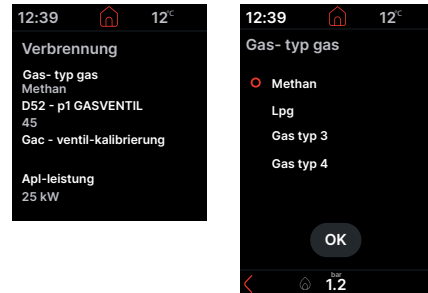 12:39
12°C
Verbrennung
Gas- typ gas
Methan
D52 - p1 GASVENTIL
45
Gac - ventil-kalibrierung
Apl-leistung
25 kW
12:39
12°C
Gas- typ gas
Methan
Lpg
Gas typ 3
Gas typ 4
OK
bar
1.2